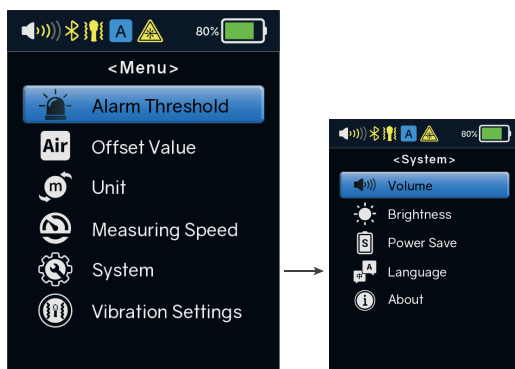 A
80%
<Menu>
Alarm Threshold
Air Offset Value
m Unit
Measuring Speed
System
Vibration Settings
A
80%
<System>
Volume
Brightness
S Power Save
中 A Language
i About